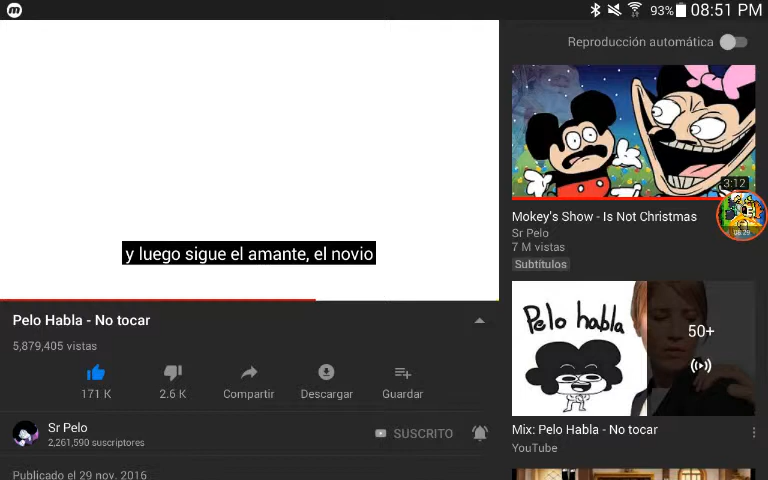 93% 08:51 PM
y luego sigue el amante, el novio
Pelo Habla - No tocar
5,879,405 vistas
171 K
2.6 K
Compartir
Descargar
Guardar
Sr Pelo
2,261,590 suscriptores
SUSCRITO
Publicado el 29 nov. 2016
Reproducción automática
3:12
08:29
Mokey's Show - Is Not Christmas
Sr Pelo
7 M vistas
Subtítulos
Pelo habla
50+
Mix: Pelo Habla - No tocar
YouTube